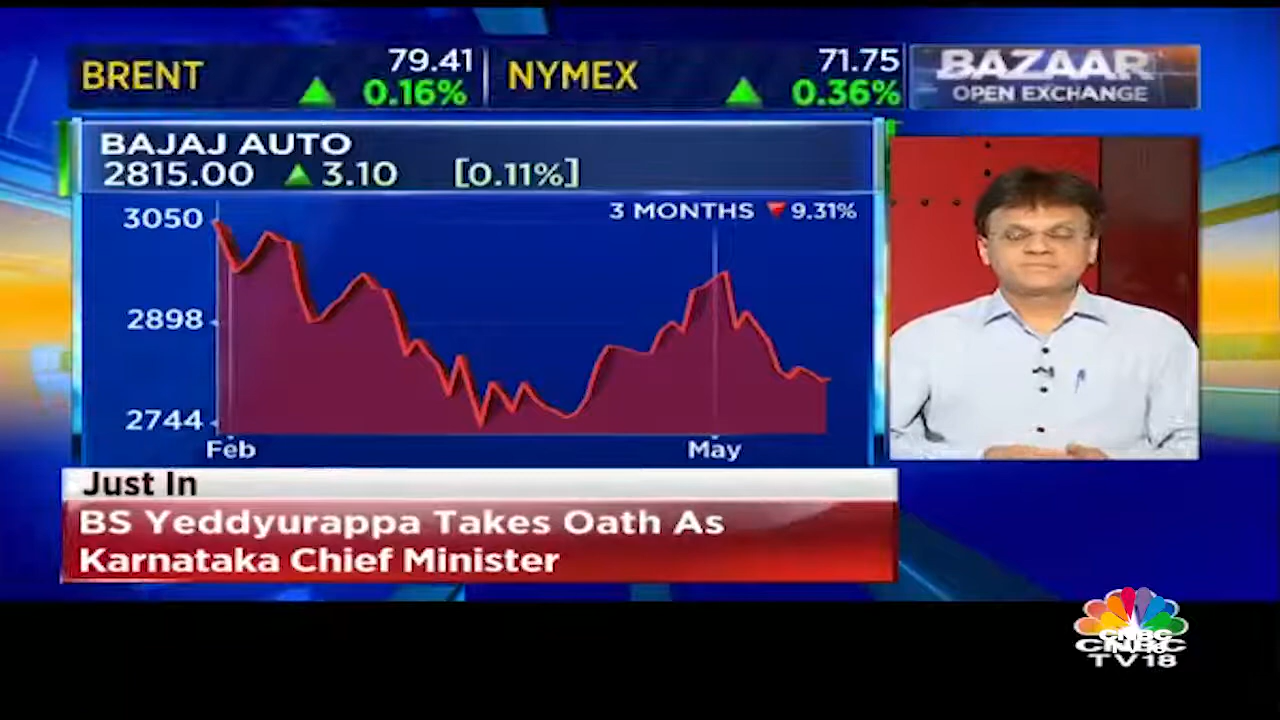 BRENT 79.41 0.16% NYMEX 71.75 0.36%
BAZAAR
OPEN EXCHANGE
BAJAJ AUTO
2815.00 3.10 [0.11%]
3 MONTHS 9.31%
3050
2898
2744
Feb May
Just In
BS Yeddyurappa Takes Oath As
Karnataka Chief Minister
CNBC
TV18
CNBC
TV18